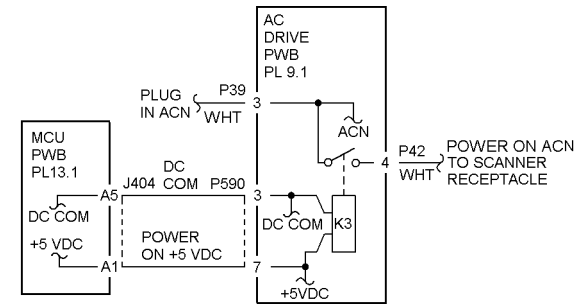 AC
DRIVE
PWB
PL 9.1
PLUG
IN ACN
P39
WHT
3
ACN
4
P42
WHT
POWER ON ACN
TO SCANNER
RECEPTACLE
MCU
PWB
PL13.1
DC COM
+5 VDC
A5
A1
J404
DC
COM
P590
POWER
ON +5 VDC
3
7
DC COM
K3
+5VDC